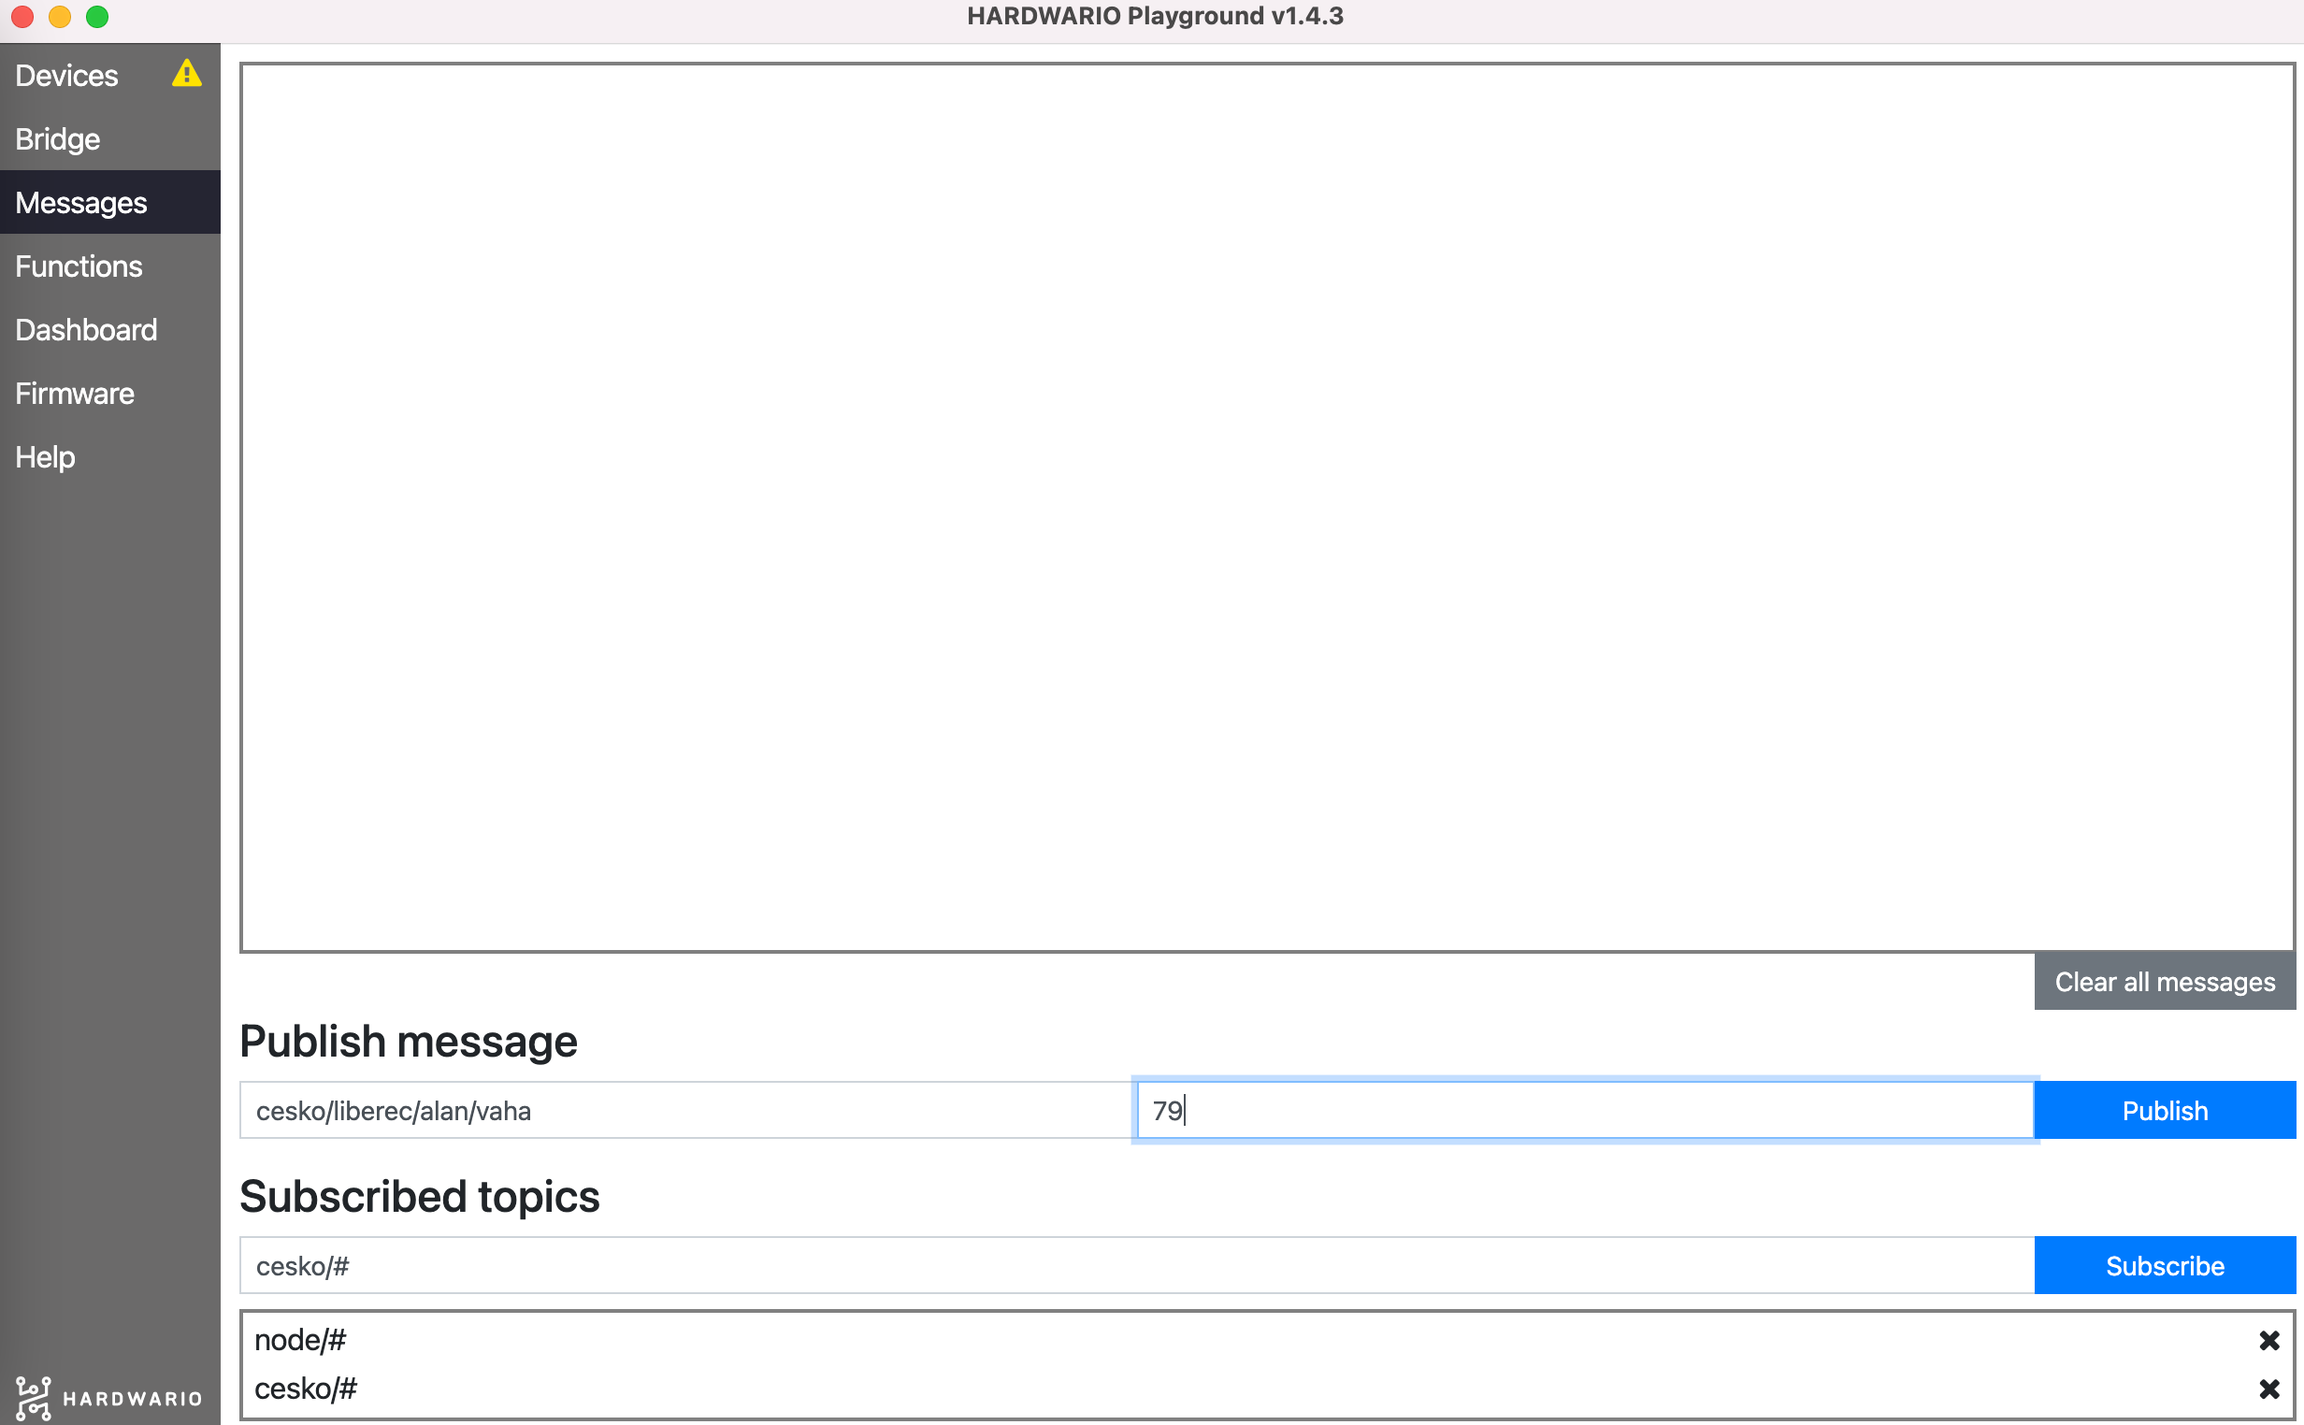 HARDWARIO Playground v1.4.3
Devices
Bridge
Messages
Functions
Dashboard
Firmware
Help
Clear all messages
Publish message
cesko/liberec/alan/vaha 79 Publish
Subscribed topics
cesko/# Subscribe
node/#
cesko/#
HARDWARIO